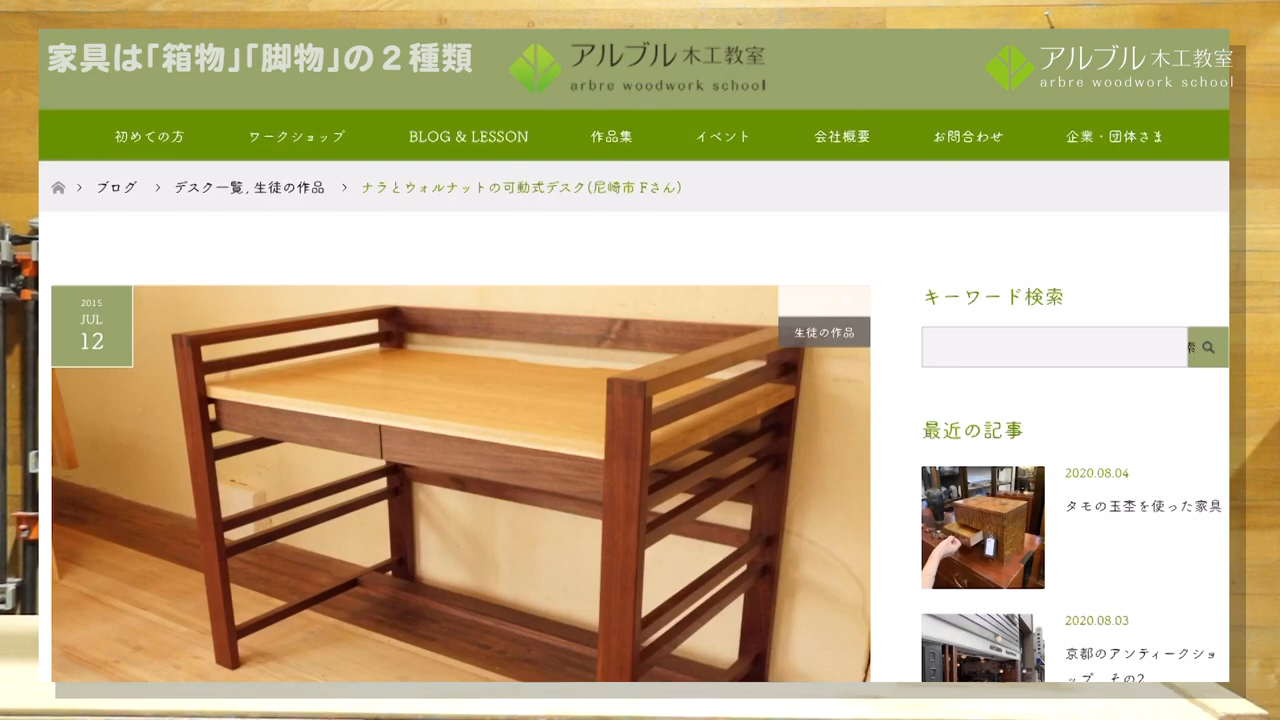 家具は｢箱物｣｢脚物｣の２種類
アルブル 木工教室
arbre woodwork school
アルブル 木工教室
arbre woodwork school
初めての方 ワークショップ BLOG & LESSON 作品集 イベント 会社概要 お問合わせ 企業・団体さま
ブログ デスク一覧, 生徒の作品 ナラとウォルナットの可動式デスク(尼崎市 Fさん)
2015
JUL
12
生徒の作品
キーワード検索
索
最近の記事
2020.08.04
タモの玉杢を使った家具
2020.08.03
京都のアンティークショ
ップ その2